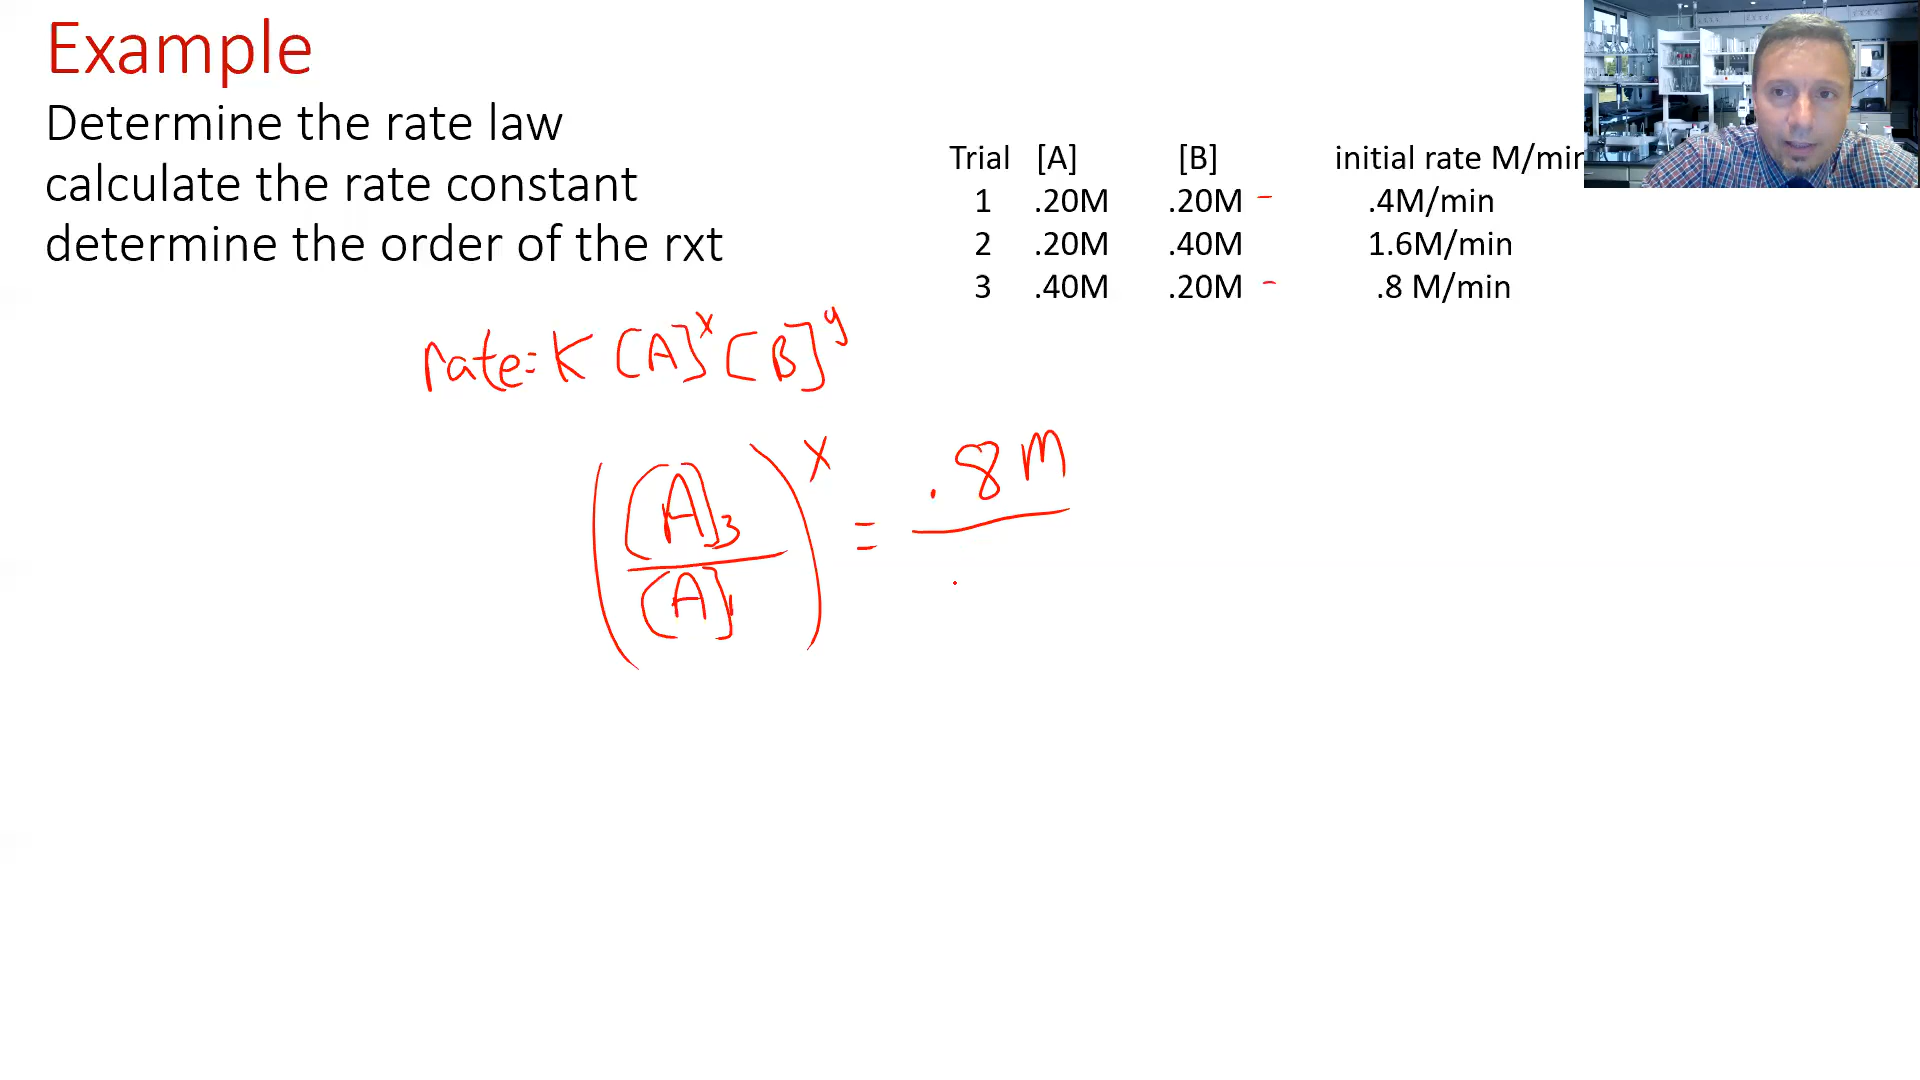 Example
Determine the rate law
calculate the rate constant
determine the order of the rxt
Trial [A] [B] initial rate M/min
1 .20M .20M - .4M/min
2 .20M .40M 1.6M/min
3 .40M .20M - .8 M/min
rate=K[A]^x[B]^y
([A]3/[A]1)^x = .8M